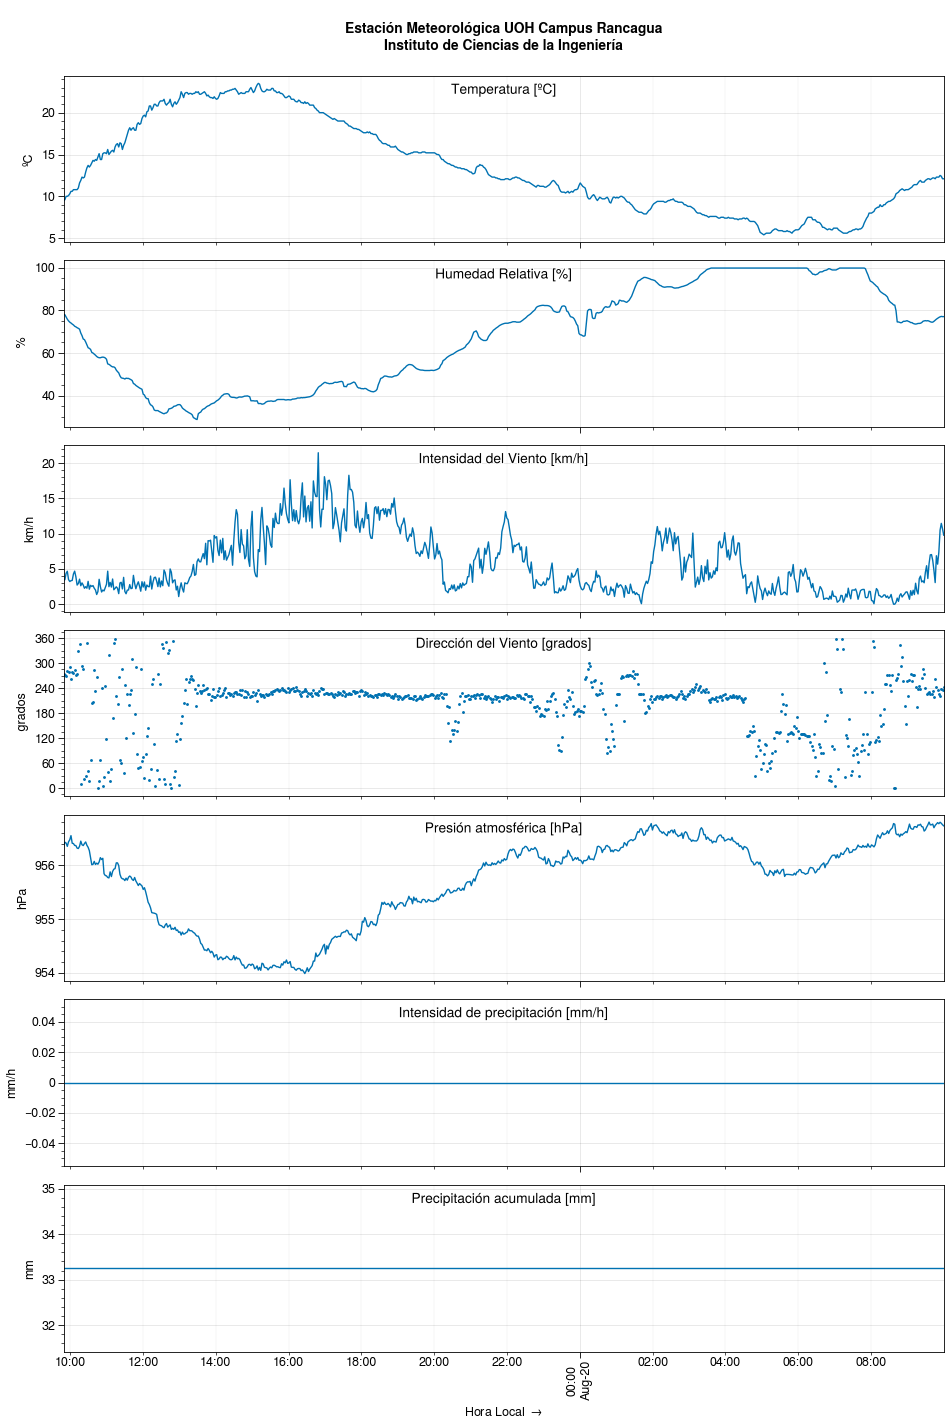 Estación Meteorológica UOH Campus Rancagua
Instituto de Ciencias de la Ingeniería
Temperatura [ºC]
ºC
20
15
10
5
Humedad Relativa [%]
%
100
80
60
40
Intensidad del Viento [km/h]
km/h
20
15
10
5
0
Dirección del Viento [grados]
grados
360
300
240
180
120
60
0
Presión atmosférica [hPa]
hPa
956
955
954
Intensidad de precipitación [mm/h]
mm/h
0.04
0.02
0
−0.02
−0.04
Precipitación acumulada [mm]
mm
35
34
33
32
10:00 12:00 14:00 16:00 18:00 20:00 22:00 00:00 02:00 04:00 06:00 08:00
Aug-20
Hora Local →